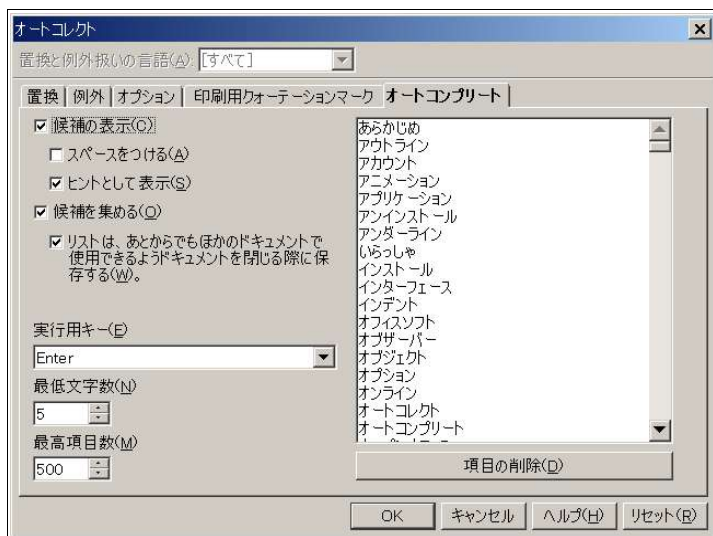 オートコレクト
置換と例外扱いの言語(A): [すべて]
置換 例外 オプション 印刷用クォーテーションマーク オートコンプリート
候補の表示(C)
スペースをつける(A)
ヒントとして表示(S)
候補を集める(O)
リストは、あとからでもほかのドキュメントで
使用できるようドキュメントを閉じる際に保
存する(W)。
実行用キー(E)
Enter
最低文字数(N)
5
最高項目数(M)
500
あらかじめ
アウトライン
アカウント
アニメーション
アプリケーション
アンインストール
アンダーライン
いらっしゃ
インストール
インターフェース
インデント
オフィスソフト
オブザーバー
オブジェクト
オプション
オンライン
オートコレクト
オートコンプリート
項目の削除(D)
OK キャンセル ヘルプ(H) リセット(R)